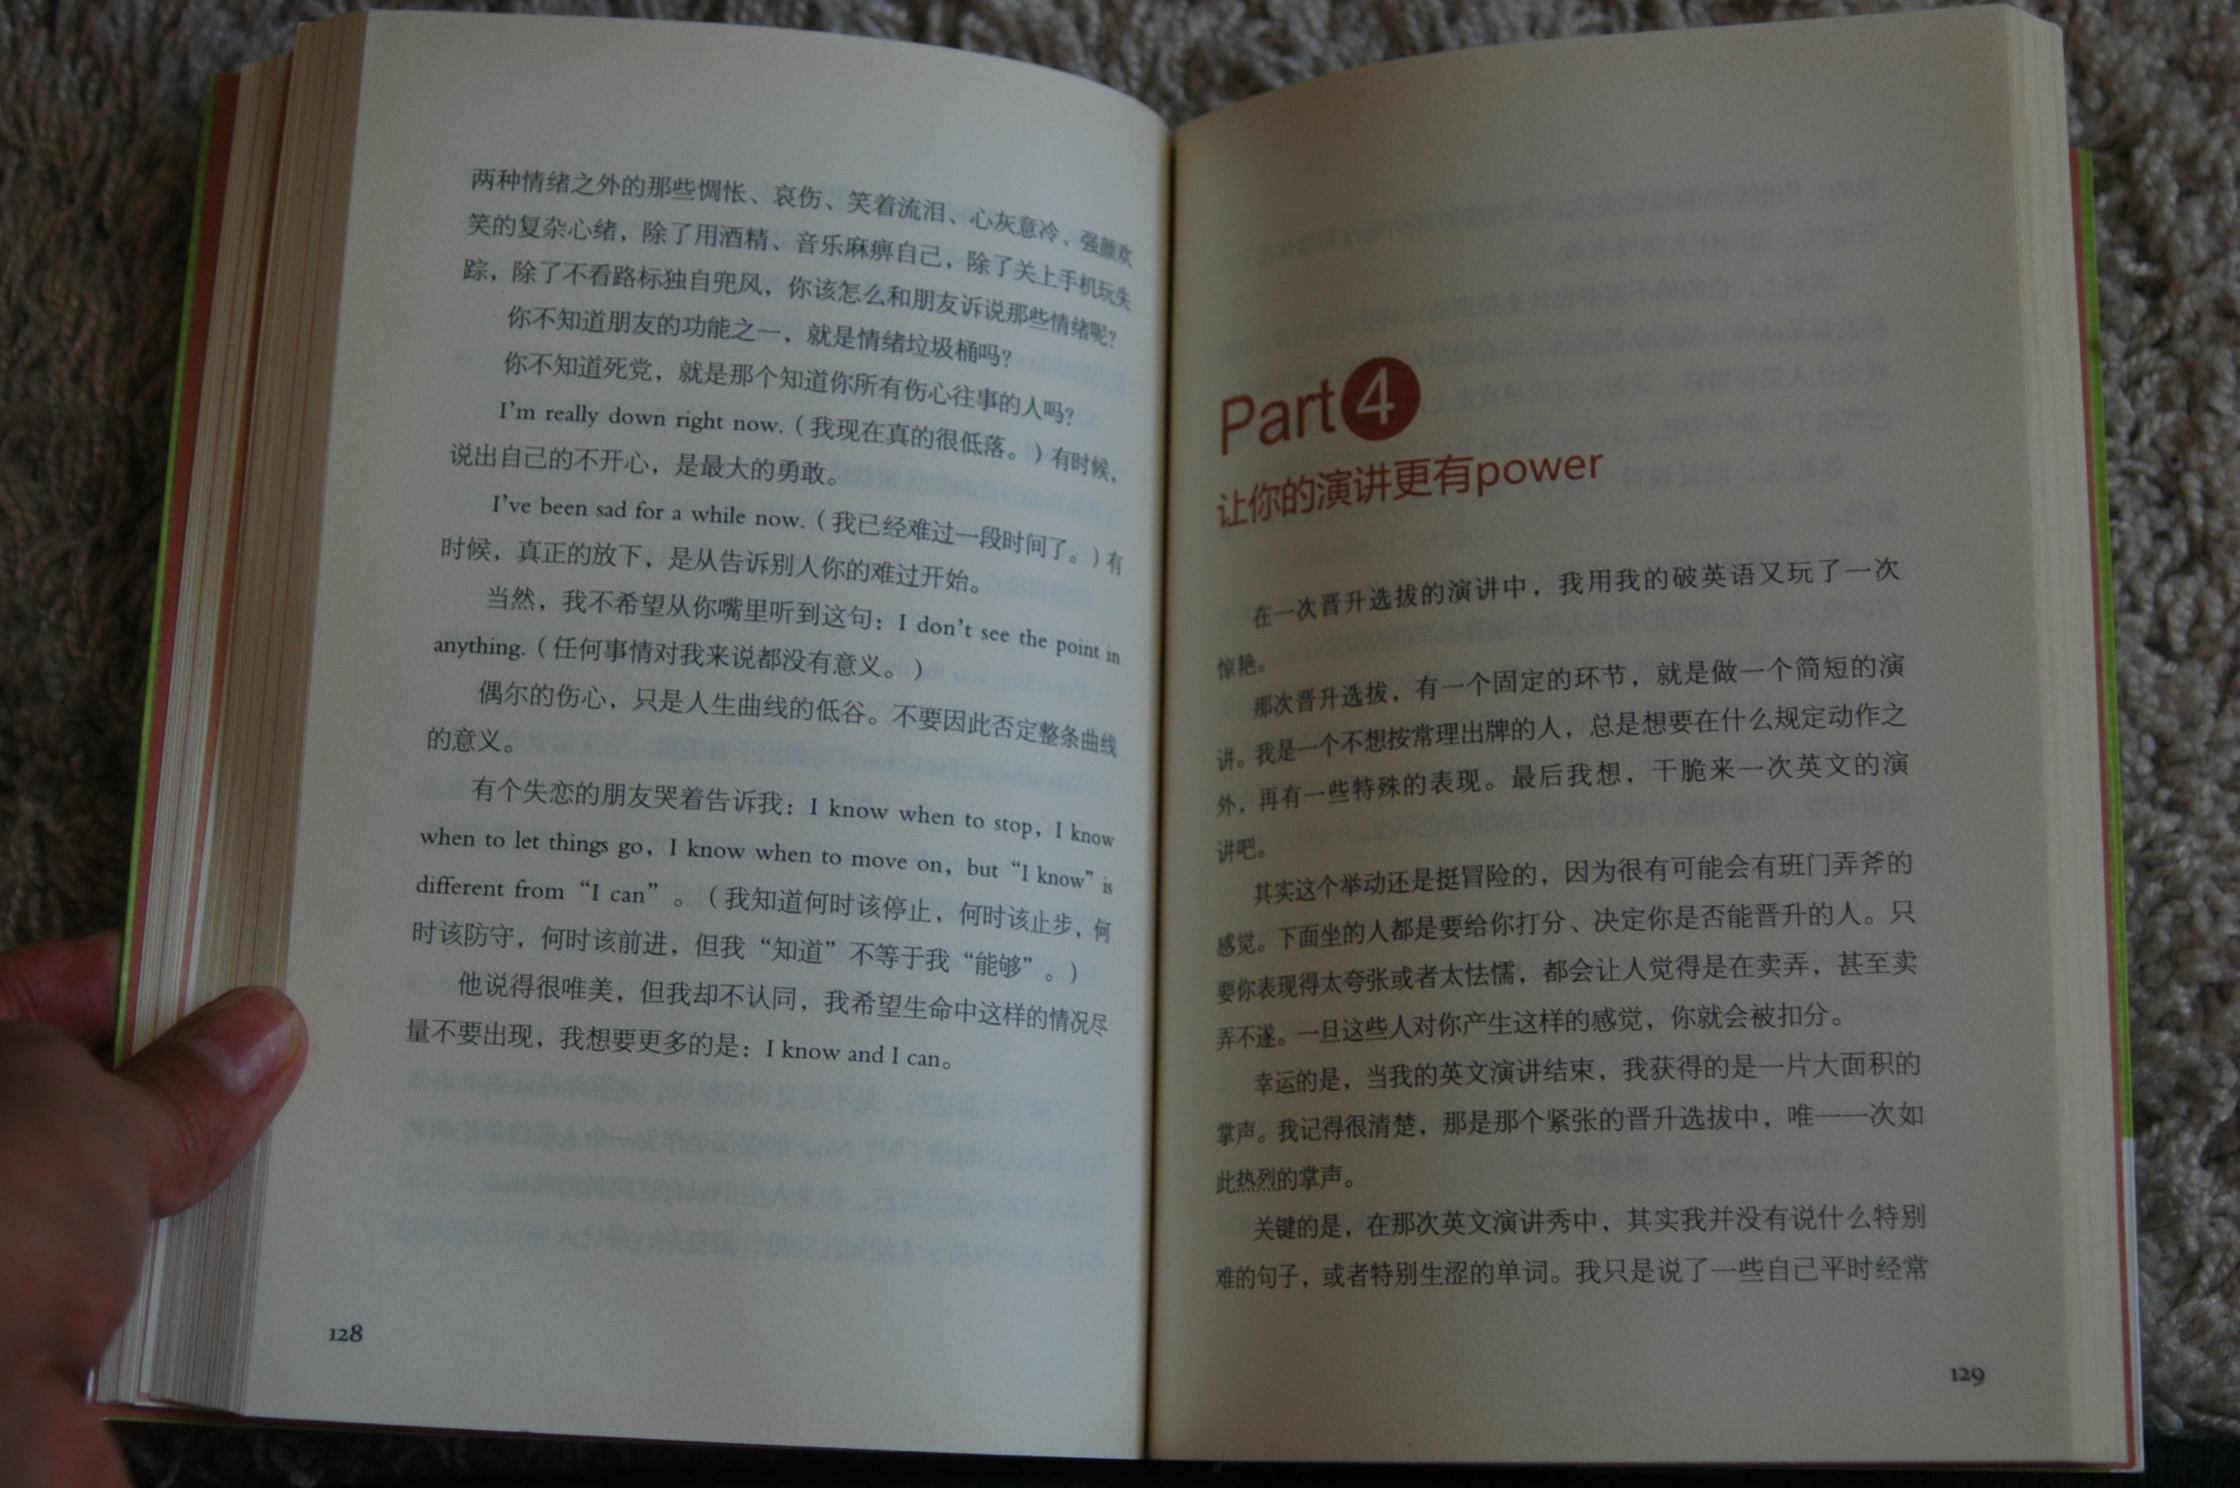 两种情绪之外的那些惆怅、哀伤、笑着流泪、心灰意冷、强颜欢
笑的复杂心绪，除了用酒精、音乐麻痹自己，除了关上手机玩失
踪，除了不看路标独自兜风，你该怎么和朋友诉说那些情绪呢？
你不知道朋友的功能之一，就是情绪垃圾桶吗？
你不知道死党，就是那个知道你所有伤心往事的人吗？
I'm really down right now.（我现在真的很低落。）有时候，
说出自己的不开心，是最大的勇敢。
I've been sad for a while now.（我已经难过一段时间了。）有
时候，真正的放下，是从告诉别人你的难过开始。
当然，我不希望从你嘴里听到这句：I don't see the point in
anything.（任何事情对我来说都没有意义。）
偶尔的伤心，只是人生曲线的低谷。不要因此否定整条曲线
的意义。
有个失恋的朋友哭着告诉我：I know when to stop，I know
when to let things go，I know when to move on，but “I know” is
different from “I can”。（我知道何时该停止，何时该止步，何
时该防守，何时该前进，但我“知道”不等于我“能够”。）
他说得很唯美，但我却不认同，我希望生命中这样的情况尽
量不要出现，我想要更多的是：I know and I can。
128
Part 4
让你的演讲更有power
在一次晋升选拔的演讲中，我用我的破英语又玩了一次
惊艳。
那次晋升选拔，有一个固定的环节，就是做一个简短的演
讲。我是一个不想按常理出牌的人，总是想要在什么规定动作之
外，再有一些特殊的表现。最后我想，干脆来一次英文的演
讲吧。
其实这个举动还是挺冒险的，因为很有可能会有班门弄斧的
感觉。下面坐的人都是要给你打分、决定你是否能晋升的人。只
要你表现得太夸张或者太怯懦，都会让人觉得是在卖弄，甚至卖
弄不遂。一旦这些人对你产生这样的感觉，你就会被扣分。
幸运的是，当我的英文演讲结束，我获得的是一片大面积的
掌声。我记得很清楚，那是那个紧张的晋升选拔中，唯一一次如
此热烈的掌声。
关键的是，在那次英文演讲秀中，其实我并没有说什么特别
难的句子，或者特别生涩的单词。我只是说了一些自己平时经常
129